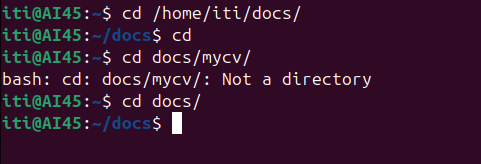 iti@AI45:~$ cd /home/iti/docs/
iti@AI45:~/docs$ cd
iti@AI45:~$ cd docs/mycv/
bash: cd: docs/mycv/: Not a directory
iti@AI45:~$ cd docs/
iti@AI45:~/docs$